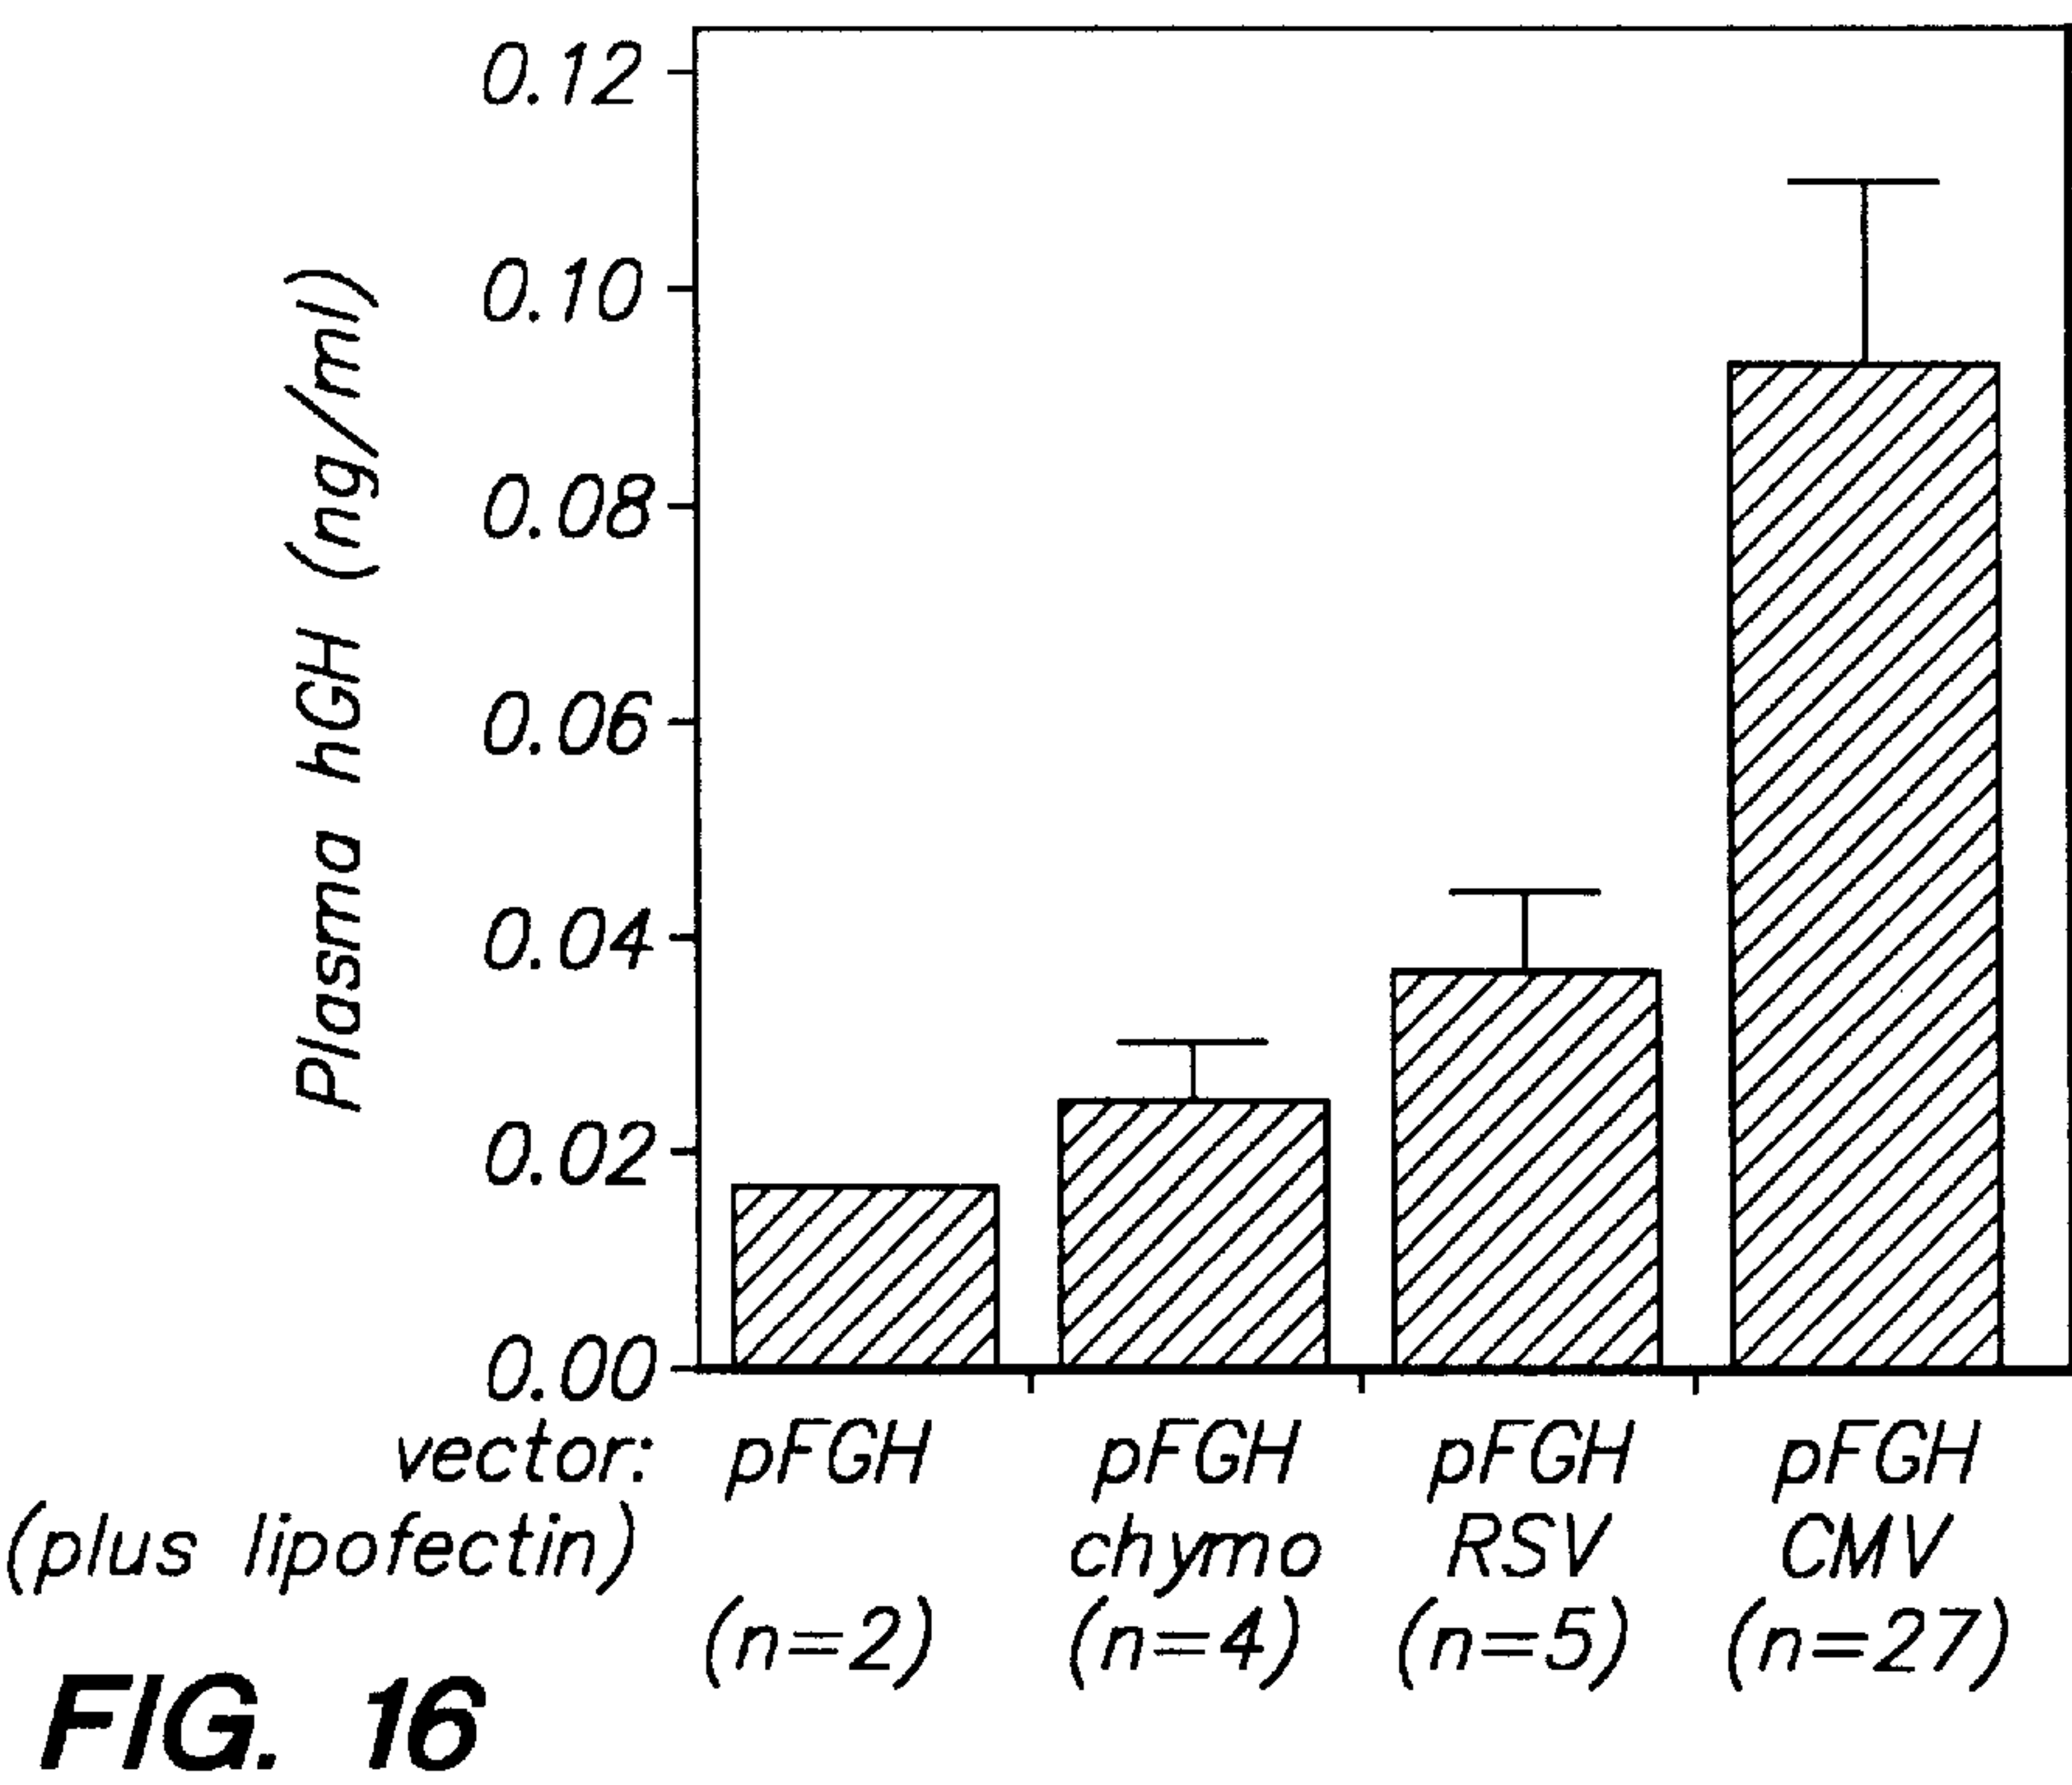 0.12
0.10
0.08
0.06
0.04
0.02
0.00
Plasma hGH (ng/ml)
vector: pFGH pFGH pFGH pFGH
(plus lipofectin) chymo RSV CMV
(n=2) (n=4) (n=5) (n=27)
FIG. 16